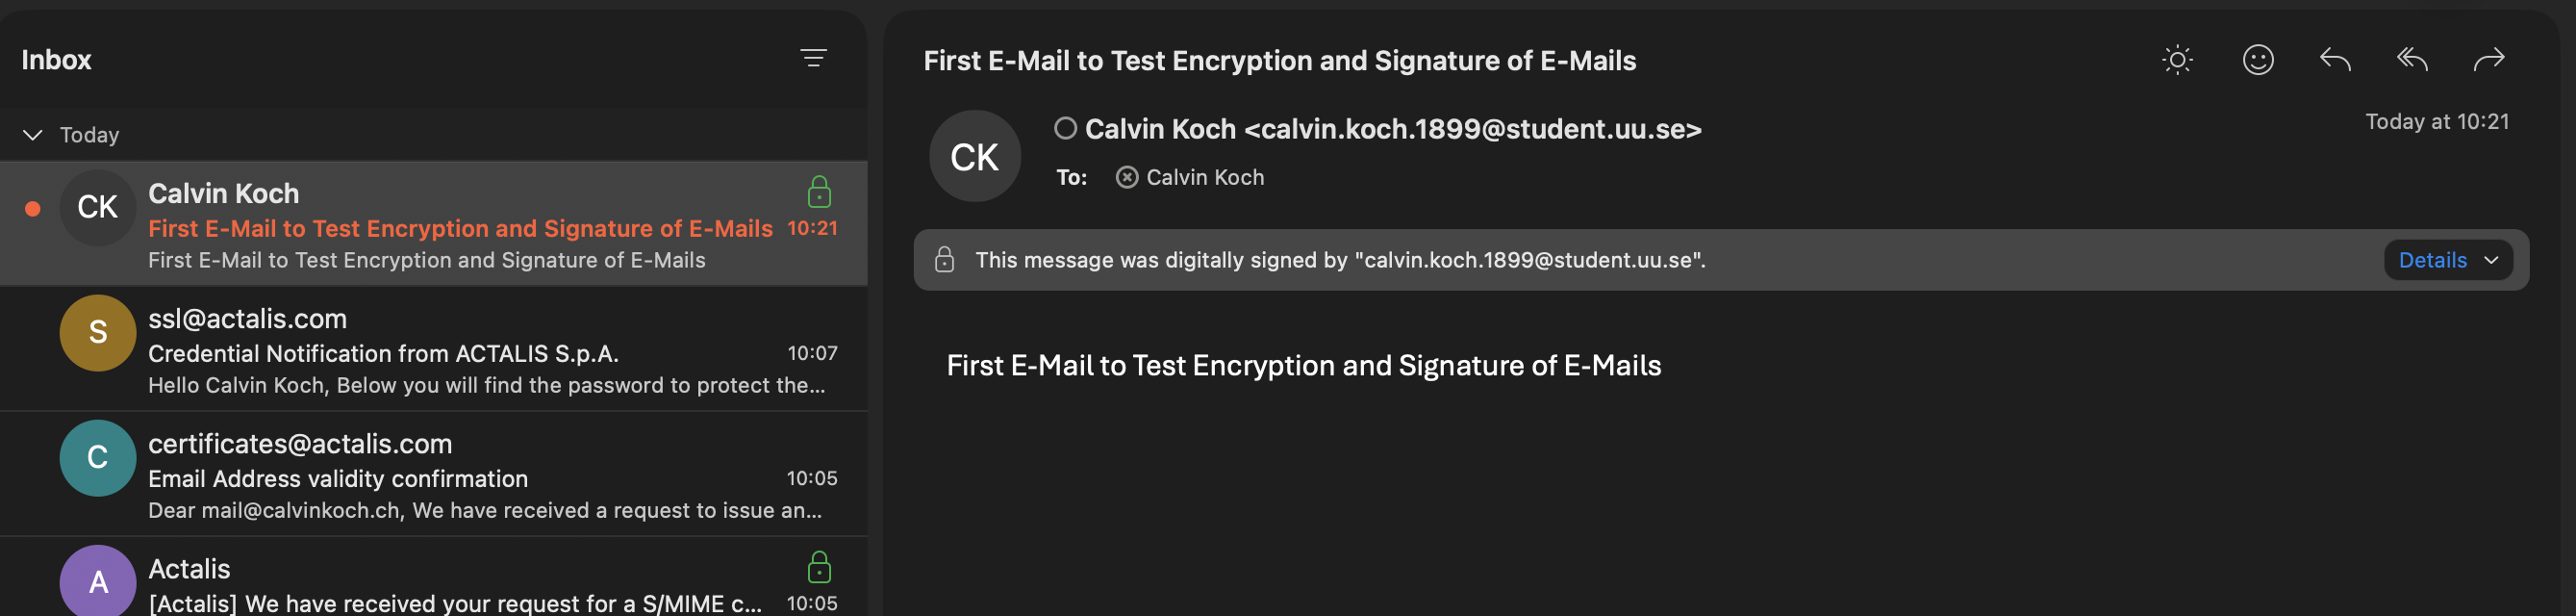 Inbox
Today
CK
Calvin Koch
First E-Mail to Test Encryption and Signature of E-Mails 10:21
First E-Mail to Test Encryption and Signature of E-Mails
S
ssl@actalis.com
Credential Notification from ACTALIS S.p.A. 10:07
Hello Calvin Koch, Below you will find the password to protect the...
C
certificates@actalis.com
Email Address validity confirmation 10:05
Dear mail@calvinkoch.ch, We have received a request to issue an...
A
Actalis
[Actalis] We have received your request for a S/MIME c... 10:05
First E-Mail to Test Encryption and Signature of E-Mails
CK
Calvin Koch <calvin.koch.1899@student.uu.se>
Today at 10:21
To: Calvin Koch
This message was digitally signed by "calvin.koch.1899@student.uu.se".
Details
First E-Mail to Test Encryption and Signature of E-Mails